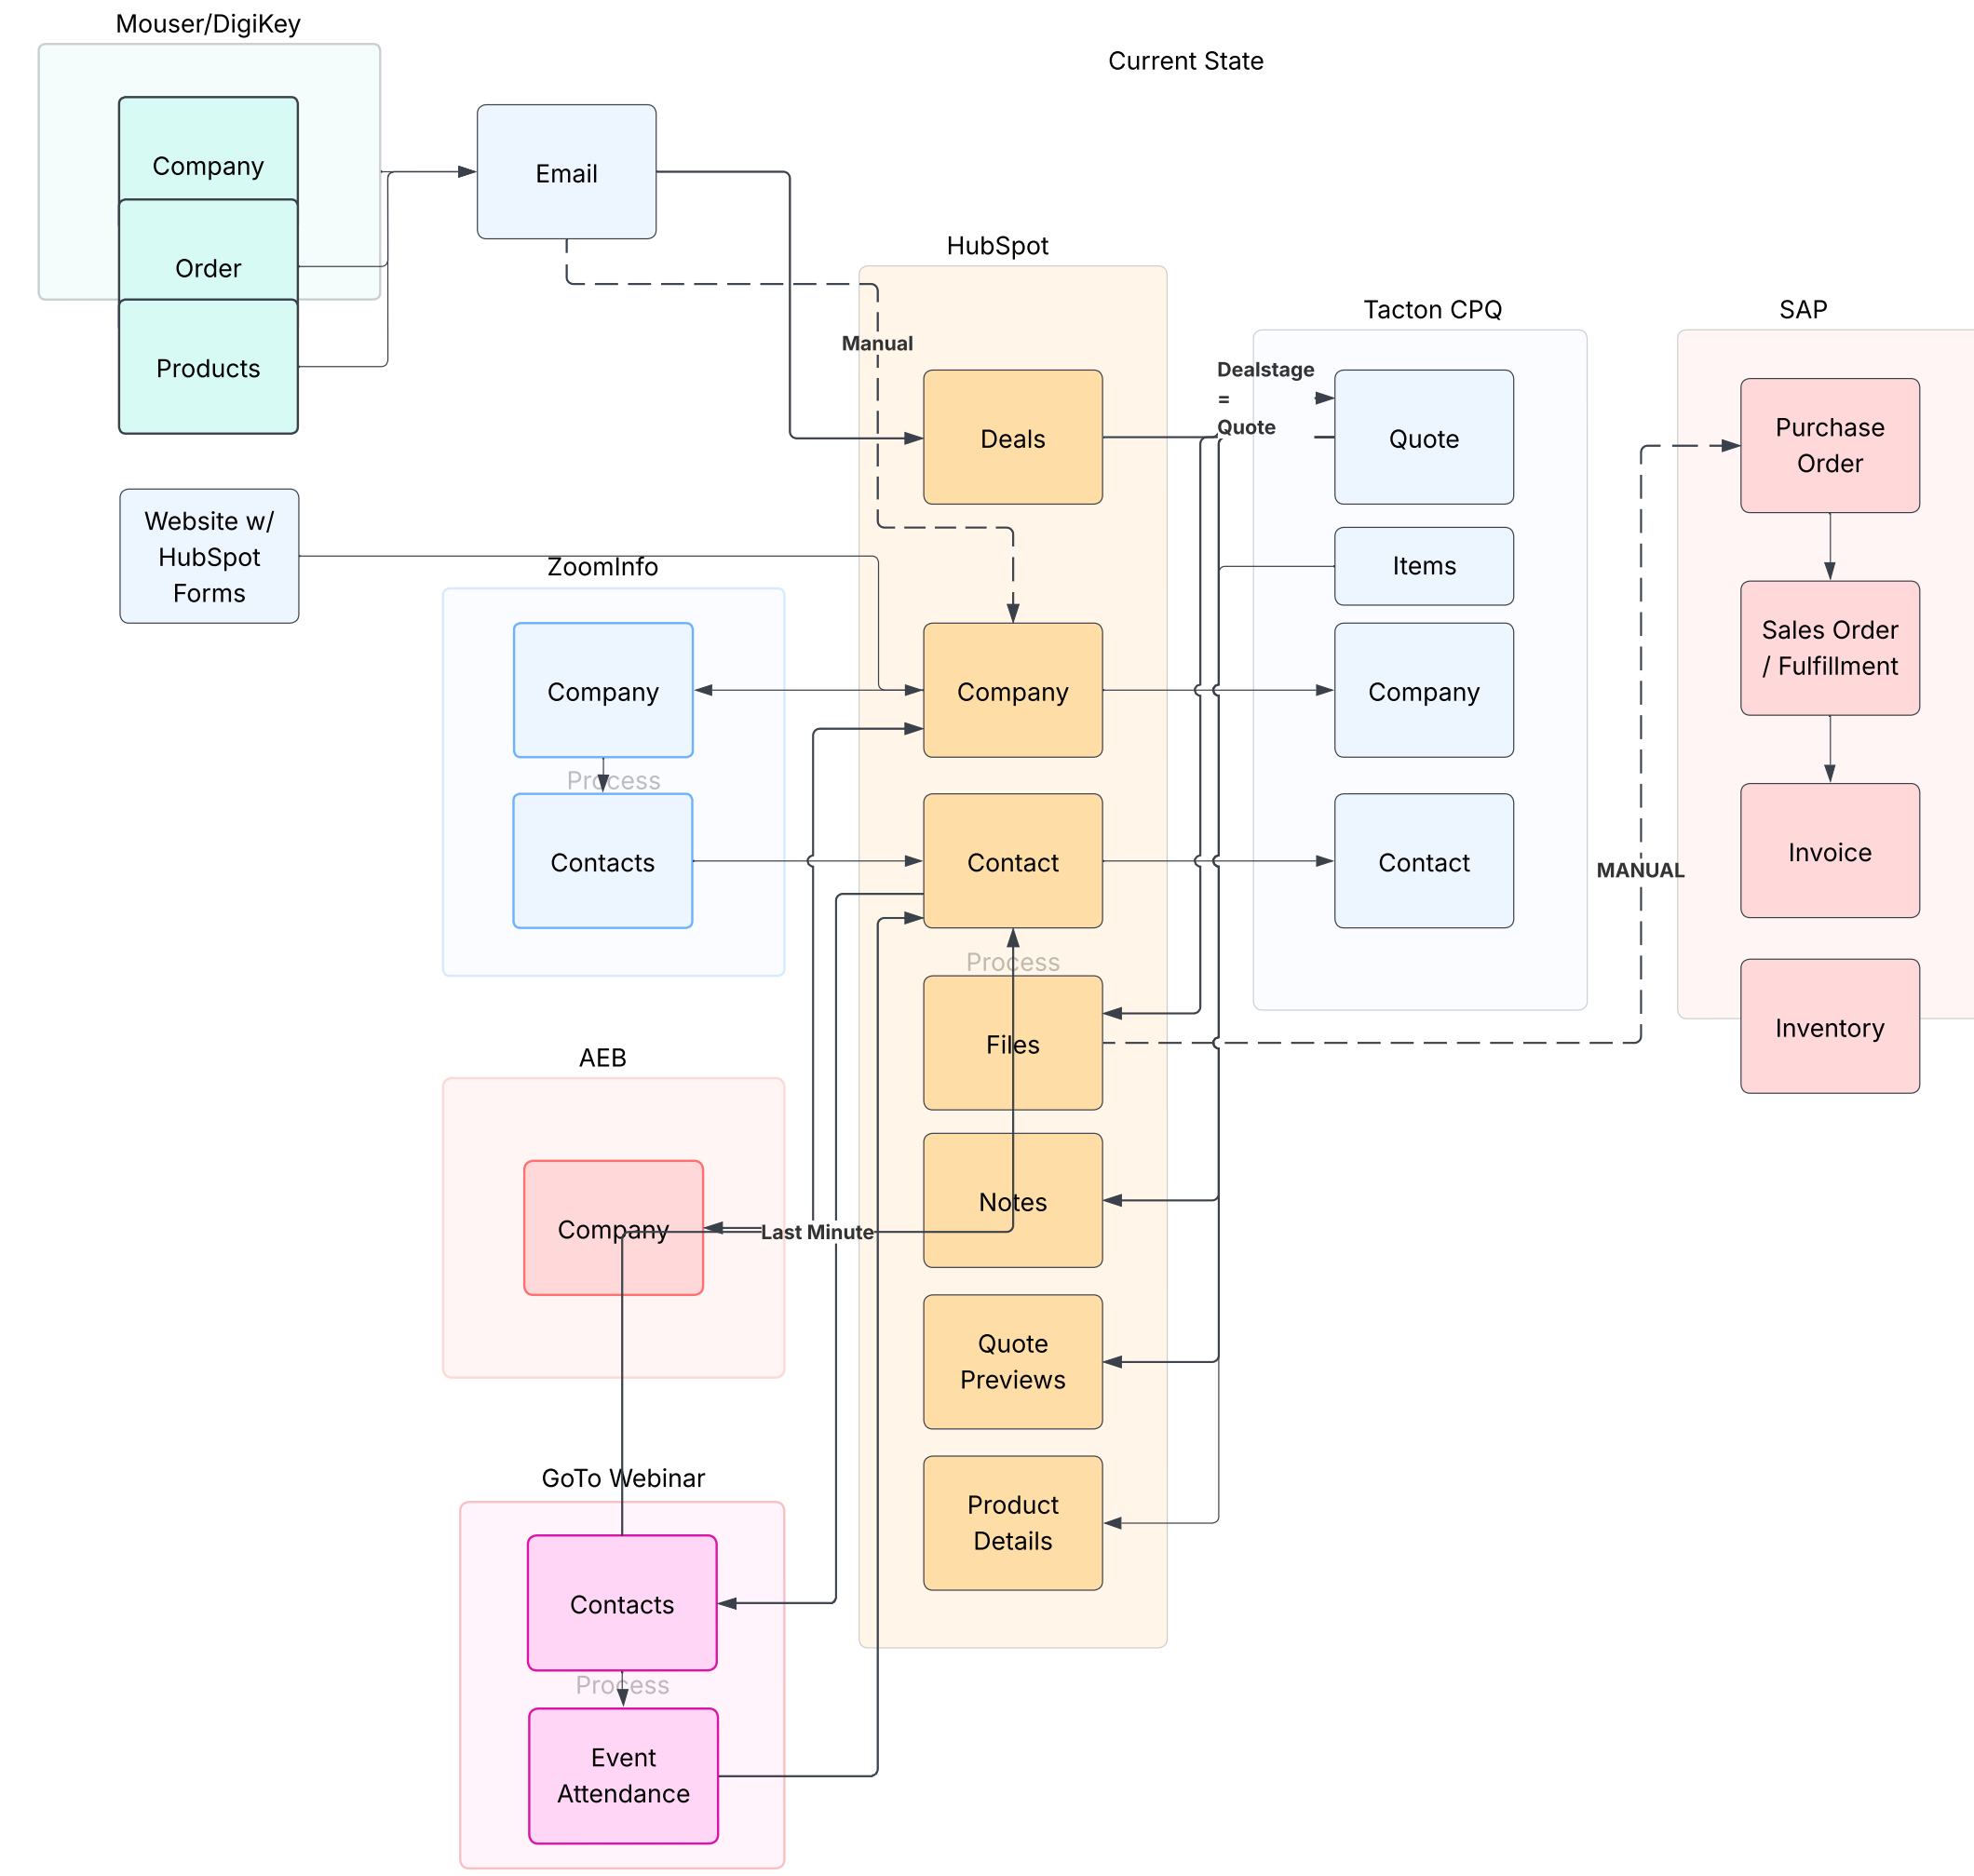 Mouser/DigiKey
Current State
Company
Order
Products
Email
HubSpot
Manual
Deals
Tacton CPQ
Dealstage
=
Quote
Quote
Items
Company
Contact
SAP
Purchase
Order
Sales Order
/ Fulfillment
Invoice
Inventory
MANUAL
Website w/
HubSpot
Forms
ZoomInfo
Company
Process
Contacts
Company
Contact
Process
Files
Notes
Quote
Previews
Product
Details
AEB
Company
Last Minute
GoTo Webinar
Contacts
Process
Event
Attendance